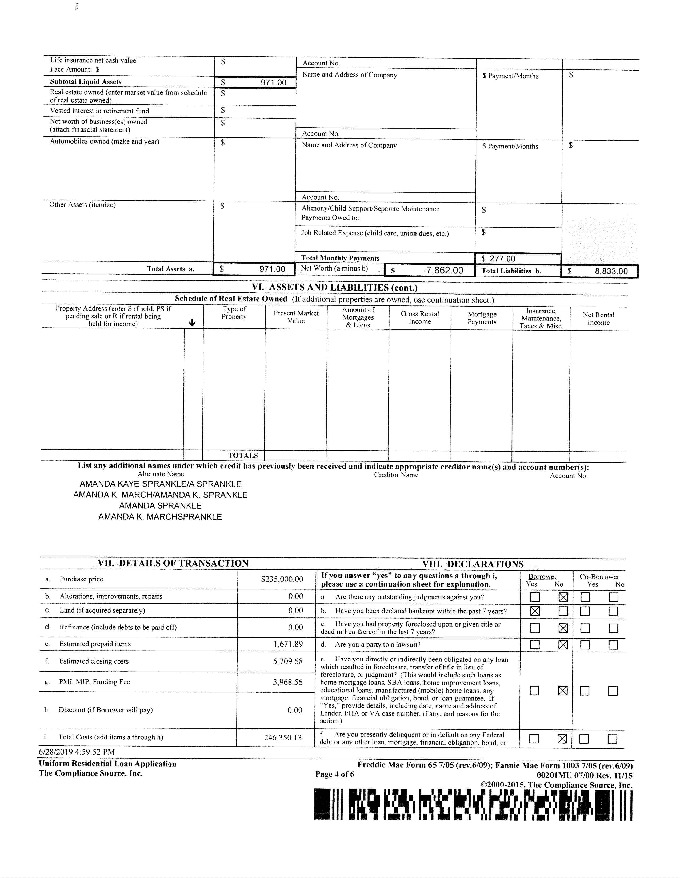 Life insurance net cash value $ Account No.
Face Amount $ Name and Address of Company $ Payment/Months $
Subtotal Liquid Assets $ 971.00
Real estate owned (enter market value from schedule of real estate owned) $
Vested interest in retirement fund $
Net worth of business(es) owned $
(attach financial statement) Account No.
Automobiles owned (make and year) $ Name and Address of Company $ Payment/Months $
Account No.
Other Assets (itemize) $ Alimony/Child Support/Separate Maintenance Payments Owed to: $
Job Related Expense (child care, union dues, etc.) $
Total Monthly Payments $ 277.00
Total Assets a. $ 971.00 Net Worth (a minus b) $ -7,862.00 Total Liabilities b. $ 8,833.00
VI. ASSETS AND LIABILITIES (cont.)
Schedule of Real Estate Owned (If additional properties are owned, use continuation sheet.)
Property Address (enter S if sold, PS if pending sale or R if rental being held for income) Type of Property Present Market Value Amount of Mortgages & Liens Gross Rental Income Mortgage Payments Insurance, Maintenance, Taxes & Misc. Net Rental Income
TOTALS
List any additional names under which credit has previously been received and indicate appropriate creditor name(s) and account number(s):
Alternate Name Creditor Name Account No.
AMANDA KAYE SPRANKLE/A SPRANKLE
AMANDA K. MARCH/AMANDA K. SPRANKLE
AMANDA SPRANKLE
AMANDA K. MARCHSPRANKLE
VII. DETAILS OF TRANSACTION
a. Purchase price $235,000.00
b. Alterations, improvements, repairs 0.00
c. Land (if acquired separately) 0.00
d. Refinance (include debts to be paid off) 0.00
e. Estimated prepaid items 1,671.89
f. Estimated closing costs
g. PMI, MIP, Funding Fee 3,968.56
h. Discount (if Borrower will pay) 0.00
i. Total Costs (add items a through h) 246,350.13
VIII. DECLARATIONS
If you answer "yes" to any questions a through i, please use a continuation sheet for explanation.
Borrower Co-Borrower
Yes No Yes No
a. Are there any outstanding judgments against you?
b. Have you been declared bankrupt within the past 7 years?
c. Have you had property foreclosed upon or given title or deed in lieu thereof in the last 7 years?
d. Are you a party to a lawsuit?
e. Have you directly or indirectly been obligated on any loan which resulted in foreclosure, transfer of title in lieu of foreclosure, or judgment? (This would include such loans as home mortgage loans, SBA loans, home improvement loans, educational loans, manufactured (mobile) home loans, any mortgage, financial obligation, bond, or loan guarantee. If "Yes," provide details, including date, name and address of Lender, FHA or VA case number, if any, and reasons for the action.)
f. Are you presently delinquent or in default on any Federal debt or any other loan, mortgage, financial obligation, bond, or
6/28/2019 4:39:52 PM
Uniform Residential Loan Application Freddie Mac Form 65 7/05 (rev.6/09); Fannie Mae Form 1003 7/05 (rev.6/09)
The Compliance Source, Inc. Page 4 of 6 00201MU 07/00 Rev. 11/15
©2000-2015, The Compliance Source, Inc.